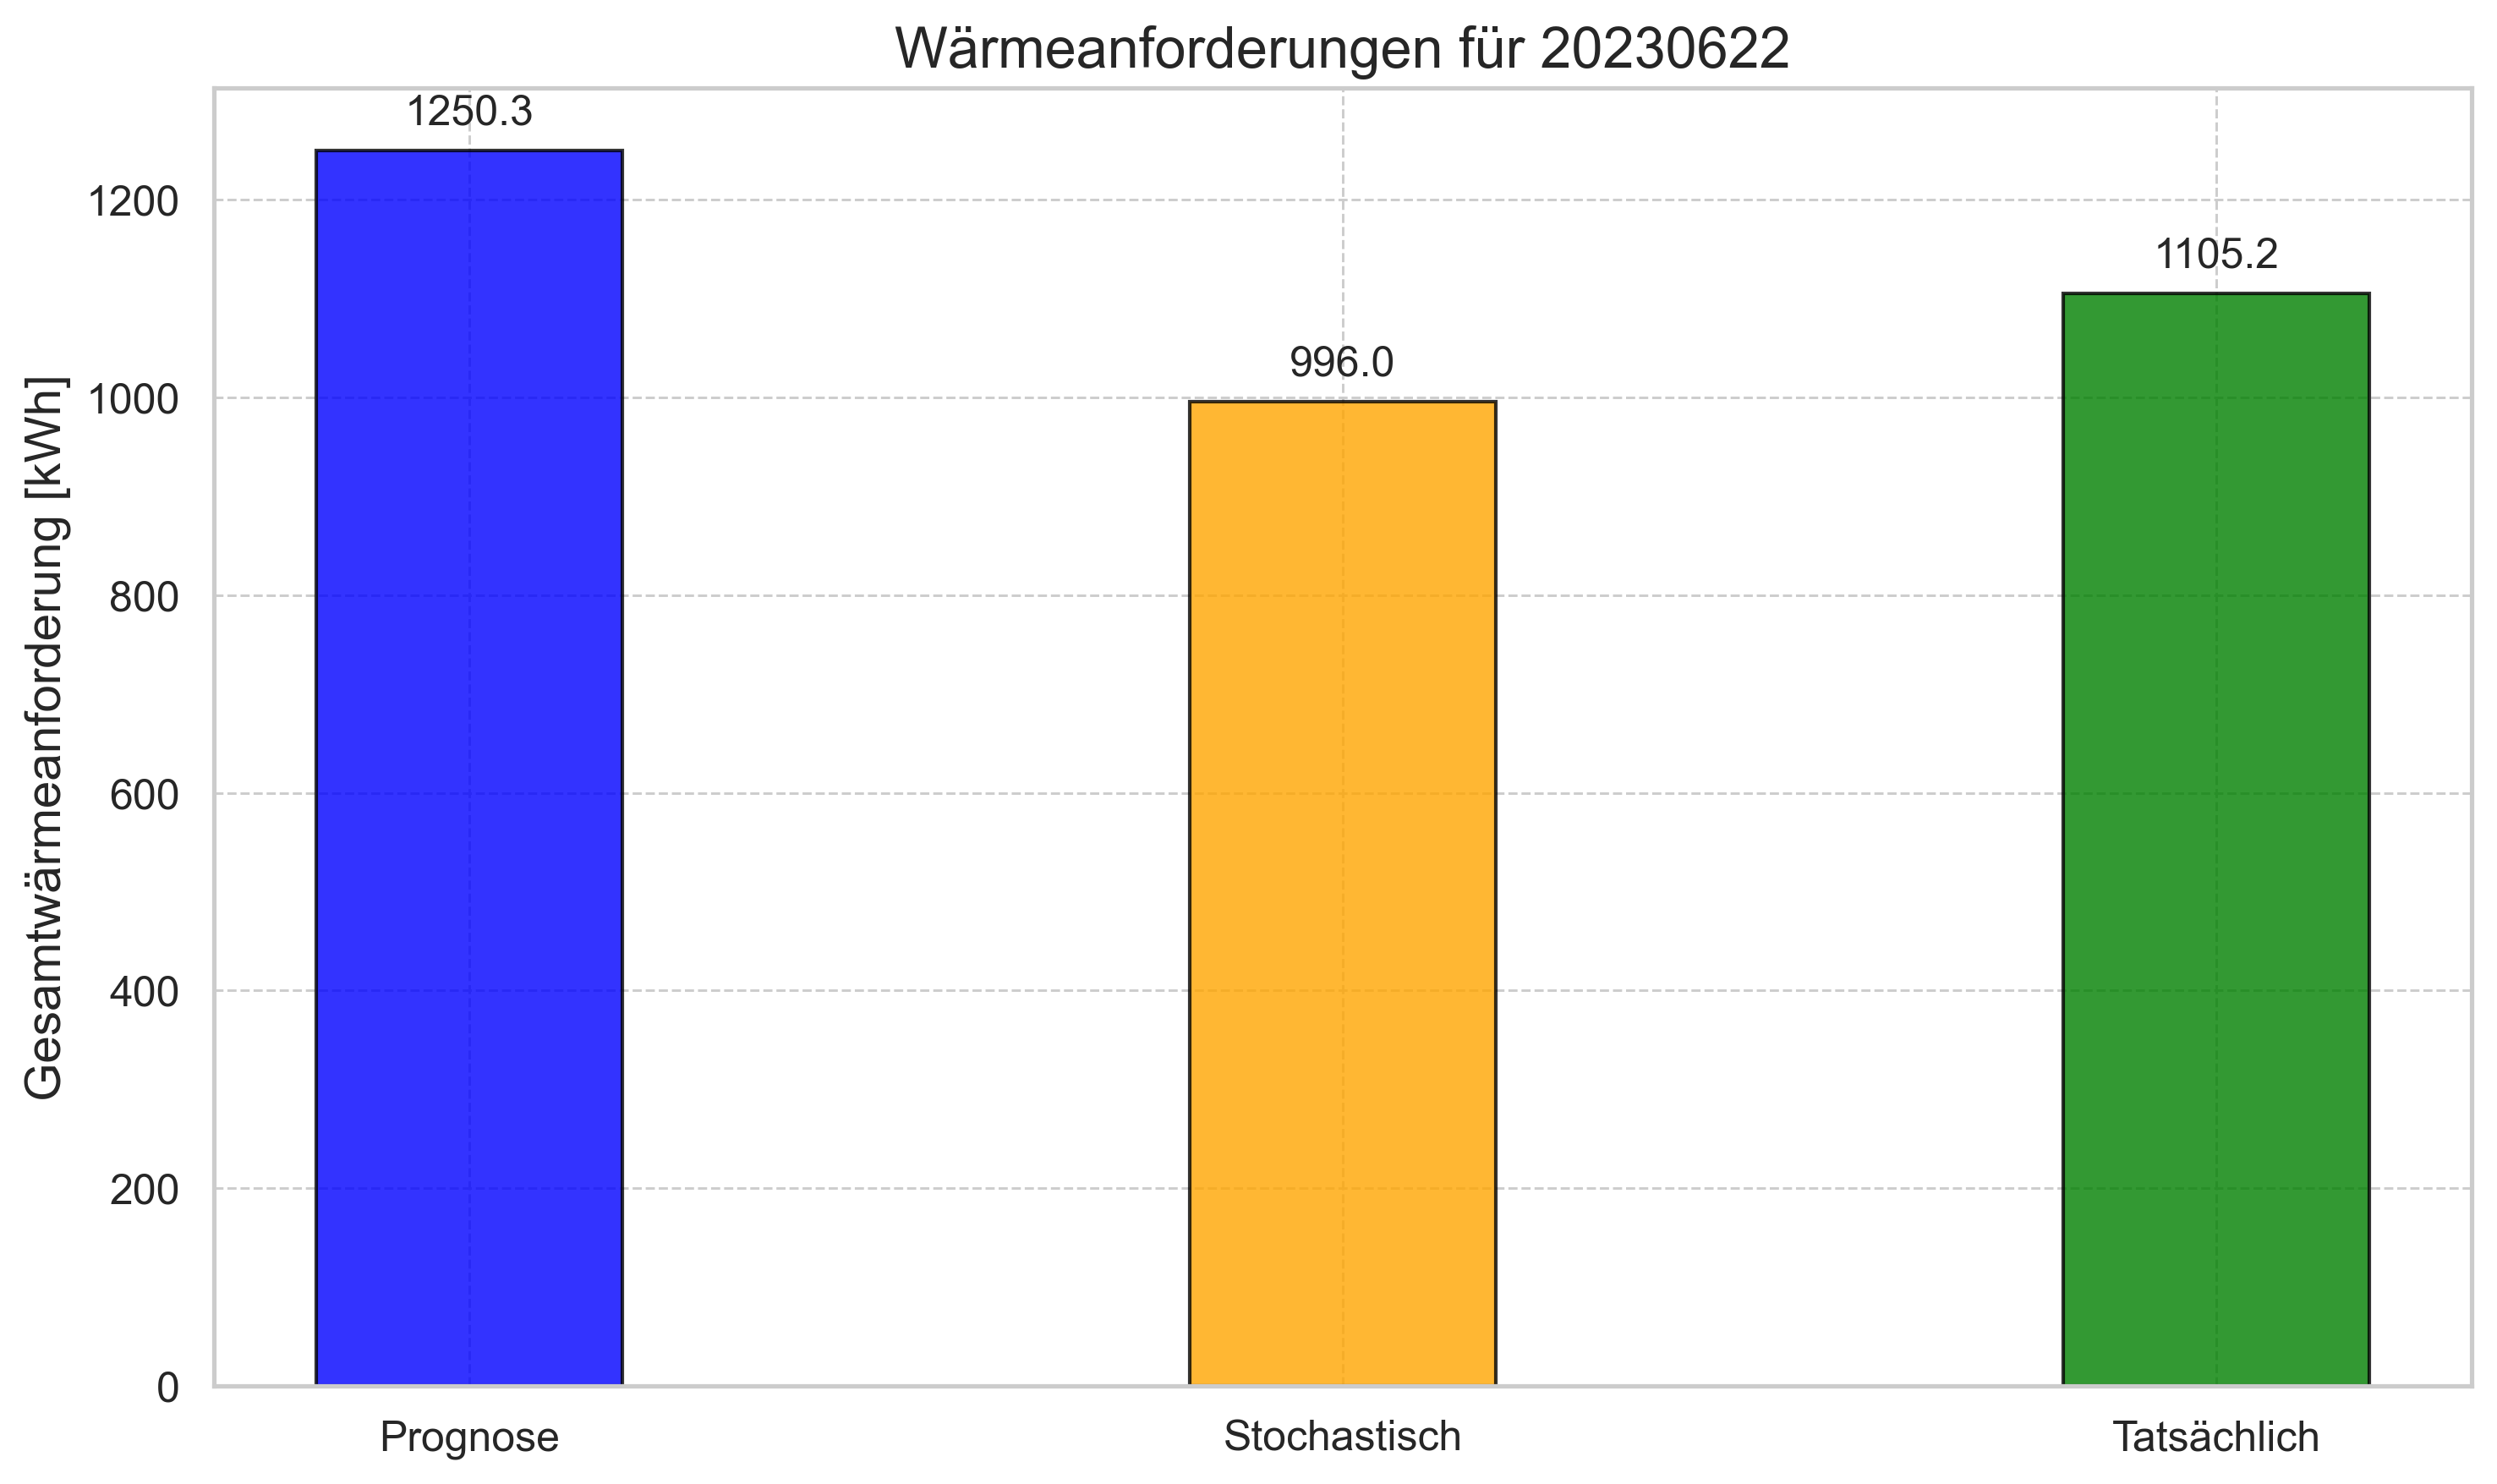 Wärmeanforderungen für 20230622
Gesamtwärmeanforderung [kWh]
1200
1000
800
600
400
200
0
1250.3
996.0
1105.2
Prognose
Stochastisch
Tatsächlich